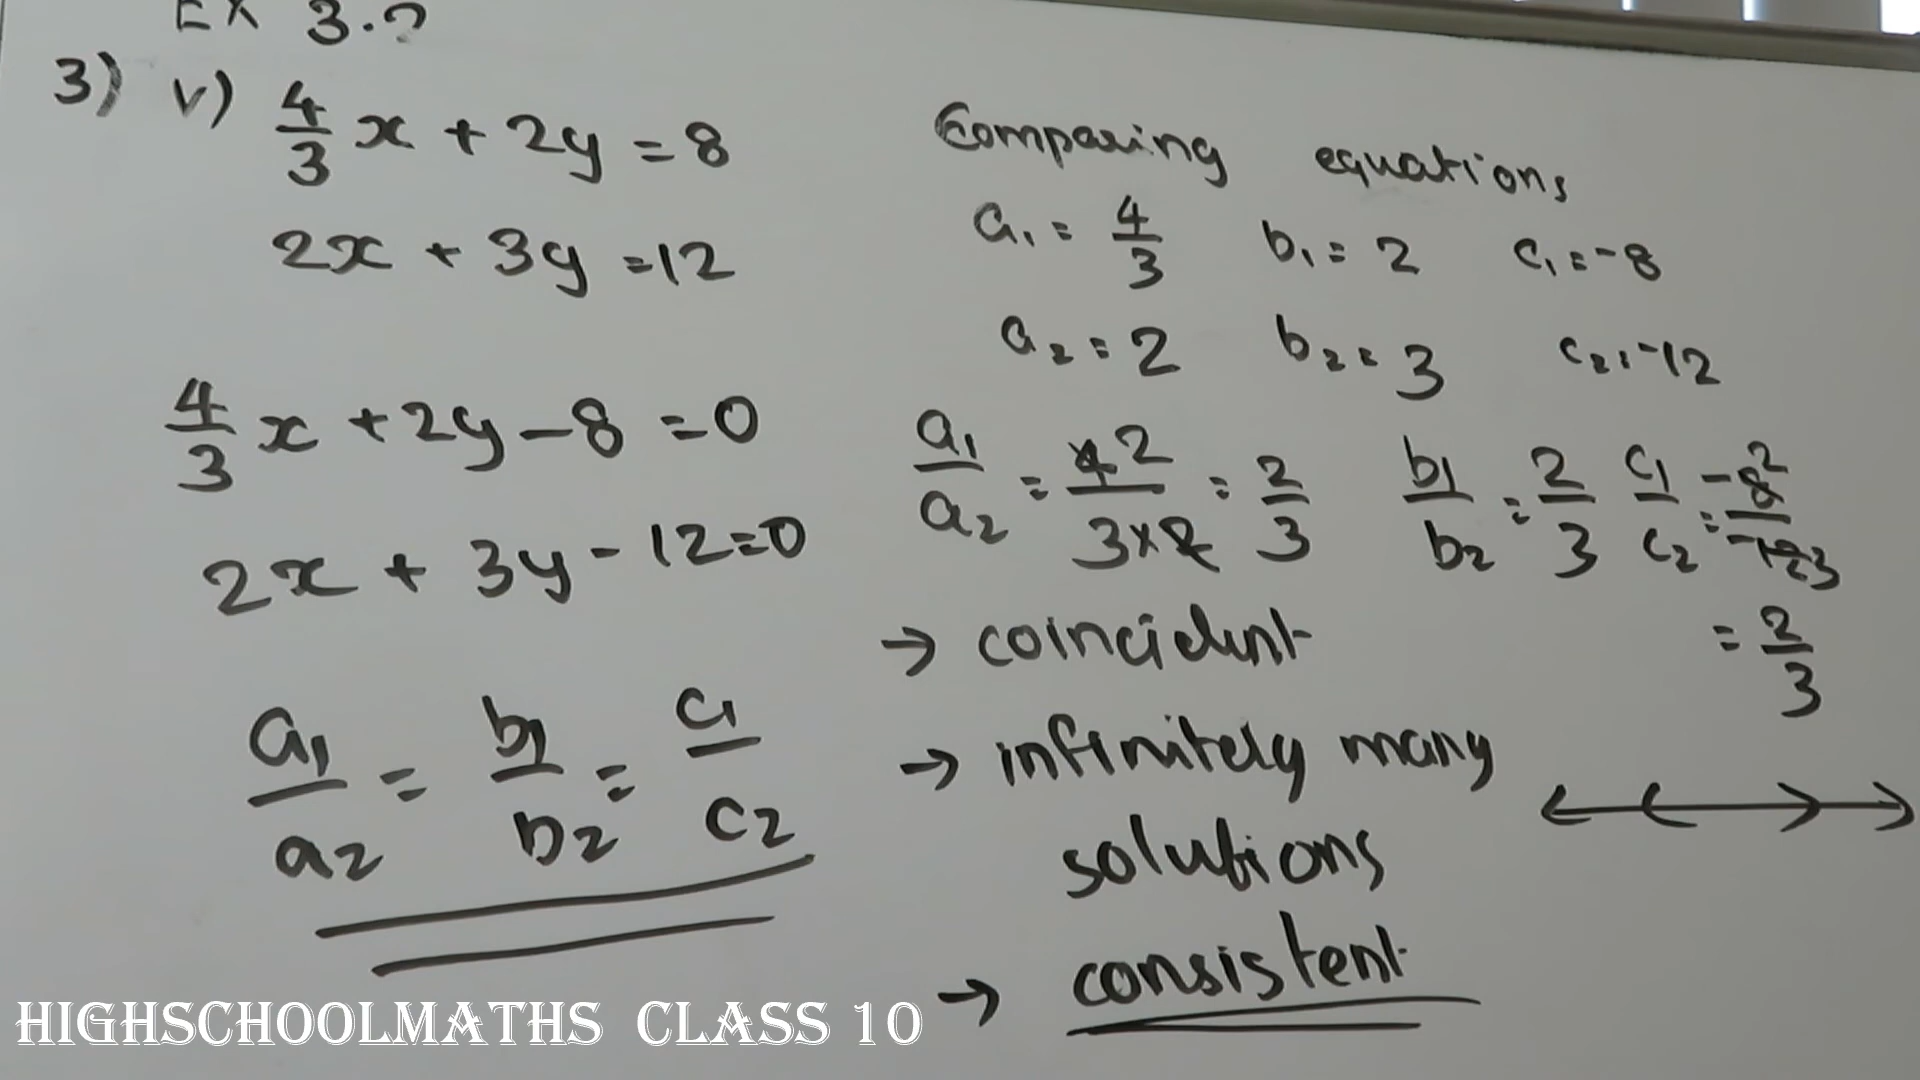 Ex 3.2
3) v) 4/3 x + 2y = 8
2x + 3y = 12
4/3 x + 2y - 8 = 0
2x + 3y - 12 = 0
a1/a2 = b1/b2 = c1/c2
Comparing equations
a1 = 4/3 b1 = 2 c1 = -8
a2 = 2 b2 = 3 c2 = -12
a1/a2 = 4 2/3×2 = 2/3 b1/b2 = 2/3 c1/c2 = -8 2/-12 3
= 2/3
→ coincident
→ infinitely many
solutions
→ consistent
HIGHSCHOOLMATHS CLASS 10